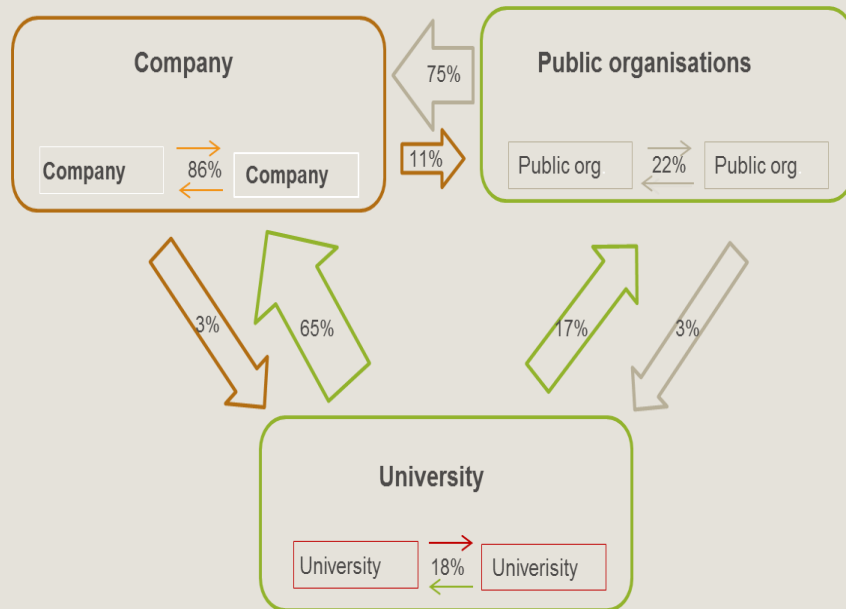 Company
Public organisations
75%
11%
Company
86%
Company
Public org.
22%
Public org.
3%
65%
17%
3%
University
University
18%
Univerisity